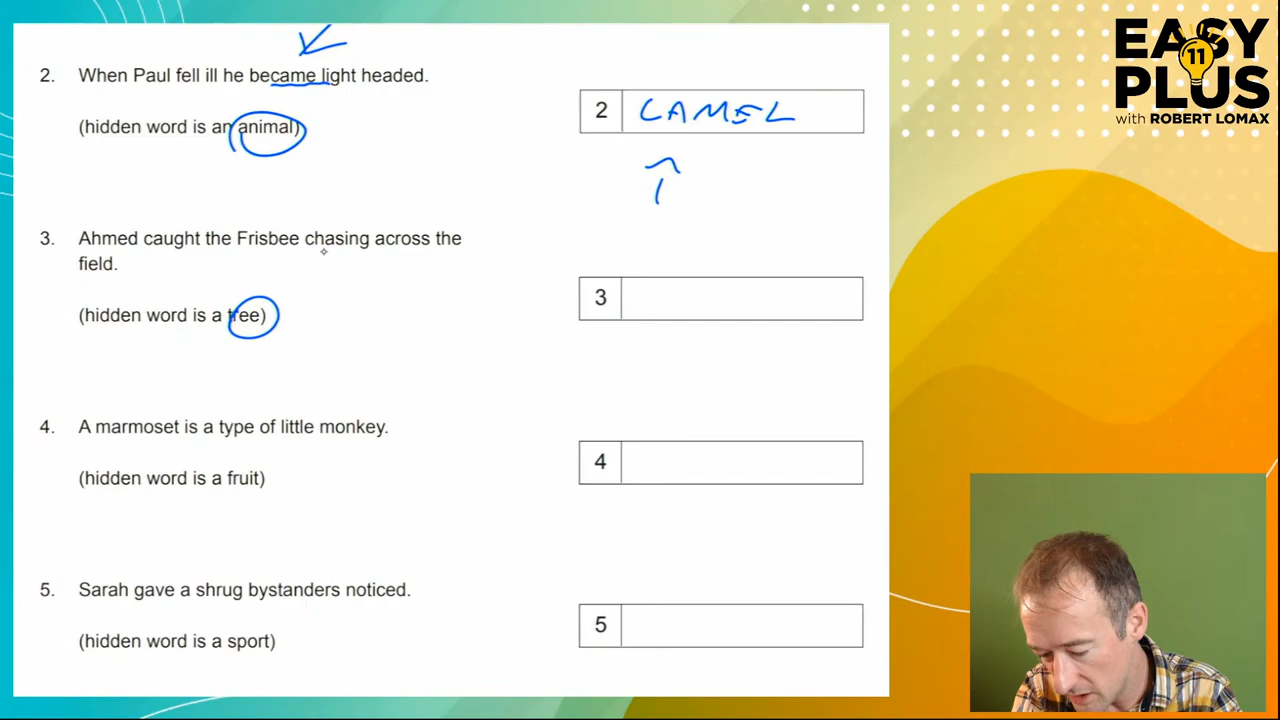 2. When Paul fell ill he became light headed.
(hidden word is an animal)
2 CAMEL
3. Ahmed caught the Frisbee chasing across the
field.
(hidden word is a tree)
3
4. A marmoset is a type of little monkey.
(hidden word is a fruit)
4
5. Sarah gave a shrug bystanders noticed.
(hidden word is a sport)
5
EASY
11
PLUS
with ROBERT LOMAX